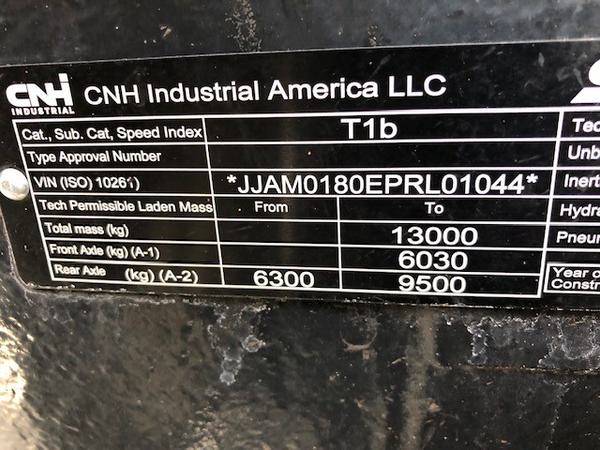 CNH INDUSTRIAL CNH Industrial America LLC
Cat., Sub. Cat, Speed Index T1b Tec
Type Approval Number Unb
VIN (ISO) 10261) *JJAM0180EPRL01044* Inert
Tech Permissible Laden Mass From To Hydra
Total mass (kg) 13000 Pneu
Front Axle (kg) (A-1) 6030
Rear Axle (kg) (A-2) 6300 9500 Year of
Constr